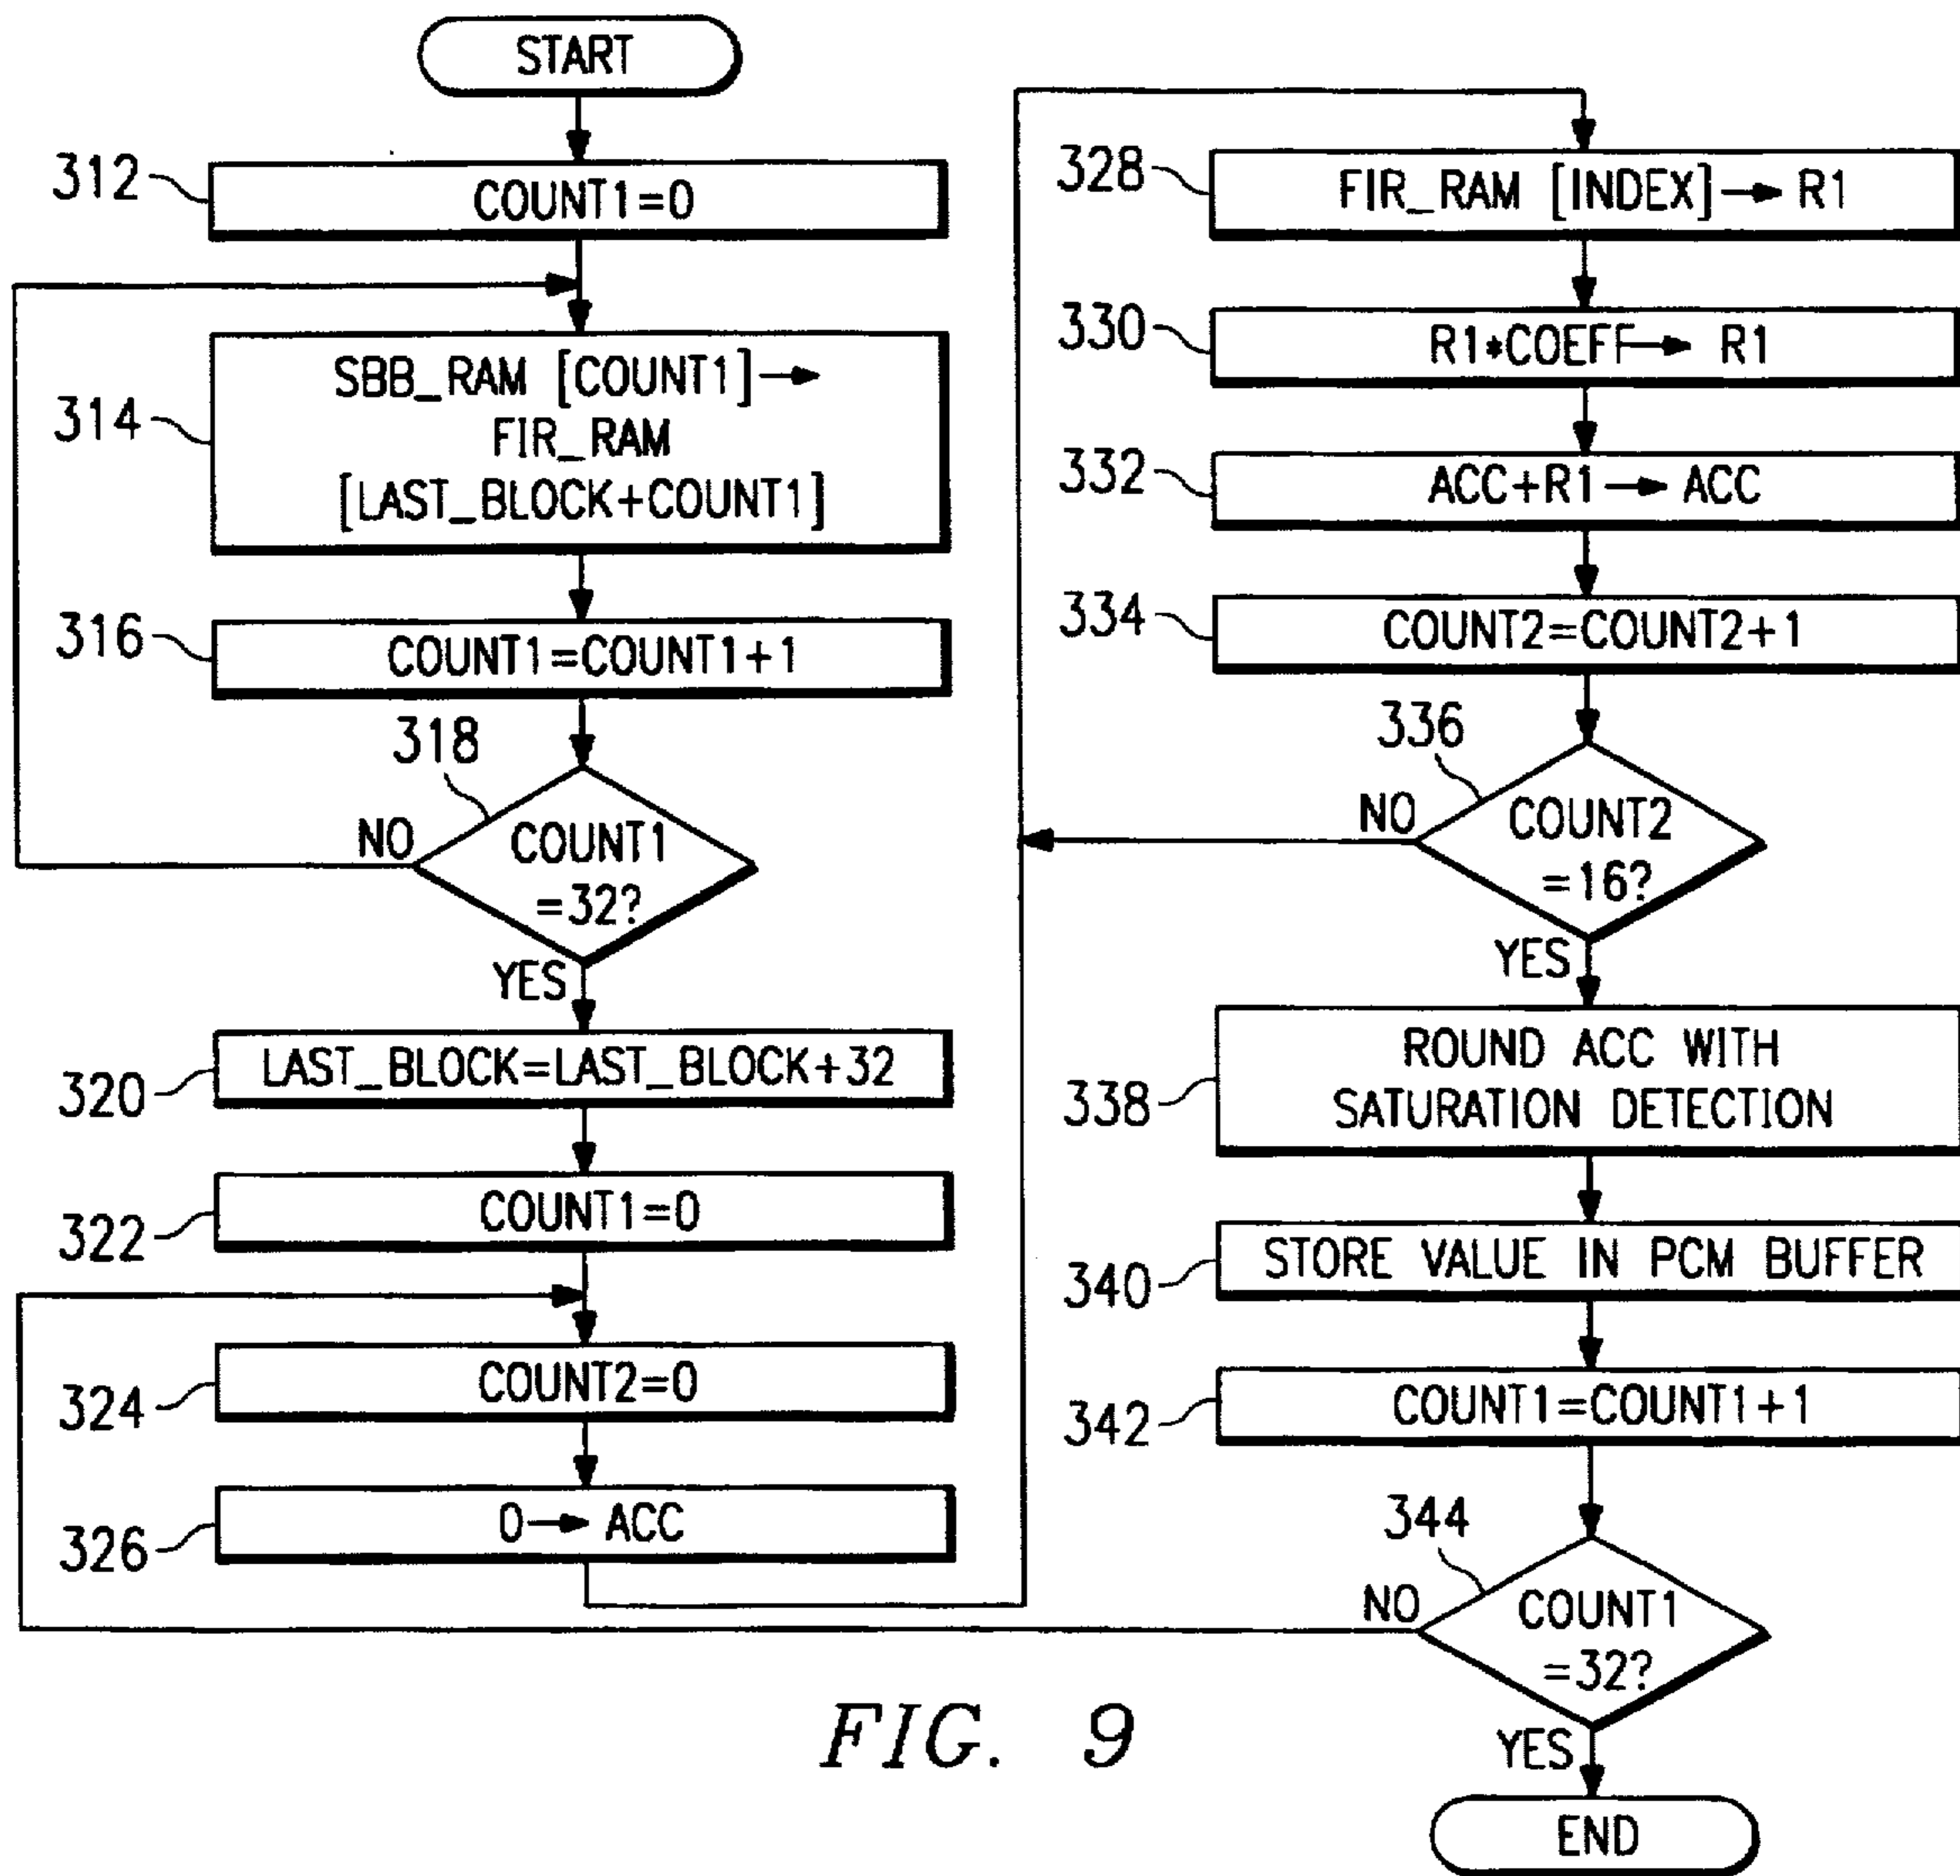 START
312
COUNT1=0
314
SBB_RAM [COUNT1]→
FIR_RAM
[LAST_BLOCK+COUNT1]
316
COUNT1=COUNT1+1
318
COUNT1
=32?
NO
YES
320
LAST_BLOCK=LAST_BLOCK+32
322
COUNT1=0
324
COUNT2=0
326
0→ACC
328
FIR_RAM [INDEX]→R1
330
R1*COEFF→R1
332
ACC+R1→ACC
334
COUNT2=COUNT2+1
336
COUNT2
=16?
NO
YES
338
ROUND ACC WITH
SATURATION DETECTION
340
STORE VALUE IN PCM BUFFER
342
COUNT1=COUNT1+1
344
COUNT1
=32?
NO
YES
END
FIG. 9